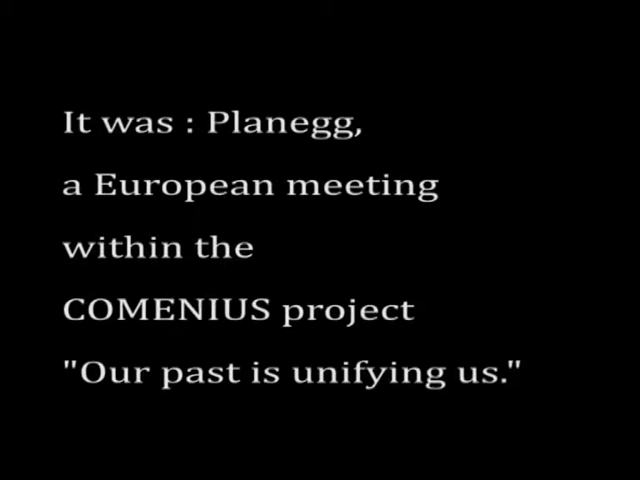 It was : Planegg,
a European meeting
within the
COMENIUS project
"Our past is unifying us."